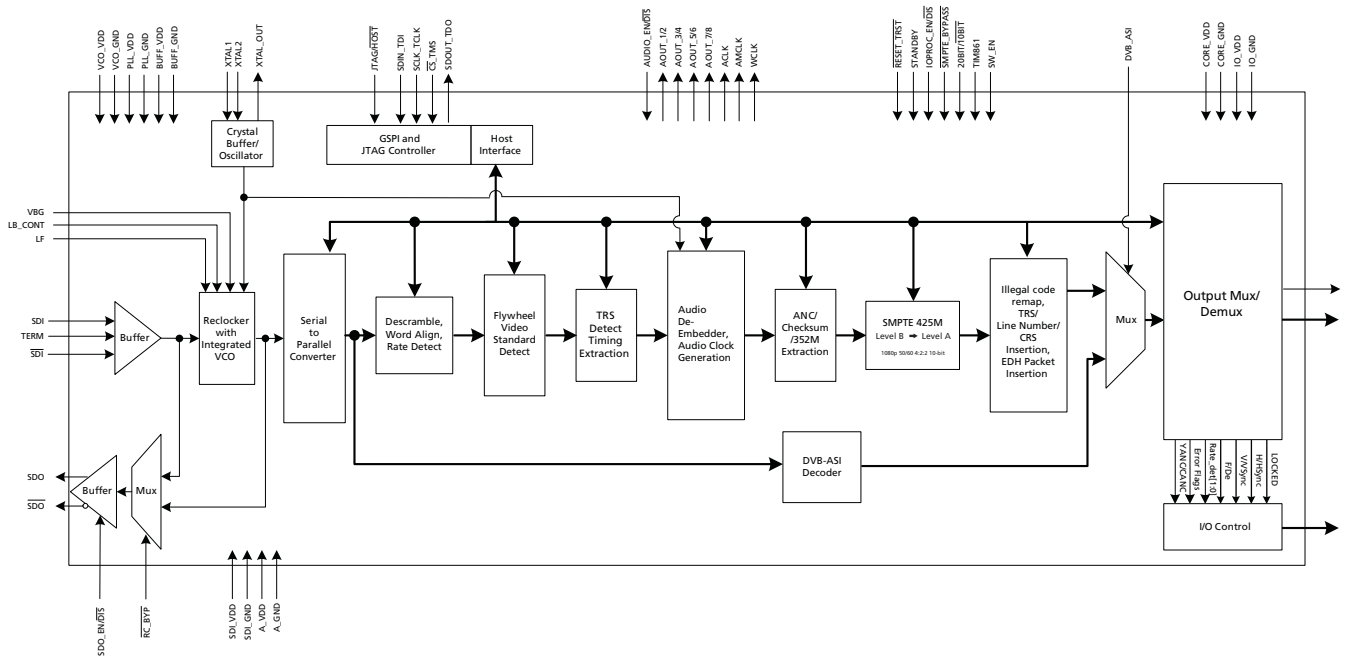 VCO_VDD
VCO_GND
PLL_VDD
PLL_GND
BUFF_VDD
BUFF_GND
XTAL1
XTAL2
XTAL_OUT
JTAG/HOST
SDIN_TDI
SCLK_TCLK
CS_TMS
SDOUT_TDO
AUDIO_EN/DIS
AOUT_1/2
AOUT_3/4
AOUT_5/6
AOUT_7/8
ACLK
AMCLK
WCLK
RESET_TRST
STANDBY
IOPROC_EN/DIS
SMPTE_BYPASS
20BIT/10BIT
TIM861
SW_EN
DVB_ASI
CORE_VDD
CORE_GND
IO_VDD
IO_GND
Crystal
Buffer/
Oscillator
GSPI and
JTAG Controller
Host
Interface
VBG
LB_CONT
LF
SDI
TERM
SDI
Buffer
Reclocker
with
Integrated
VCO
Serial
to
Parallel
Converter
Descramble,
Word Align,
Rate Detect
Flywheel
Video
Standard
Detect
TRS
Detect
Timing
Extraction
Audio
De-
Embedder,
Audio Clock
Generation
ANC/
Checksum
/352M
Extraction
SMPTE 425M
Level B → Level A
1080p 50/60 4:2:2 10-bit
Illegal code
remap,
TRS/
Line Number/
CRS
Insertion,
EDH Packet
Insertion
Mux
Output Mux/
Demux
DVB-ASI
Decoder
YANC/CANC
Error Flags
Rate_det[1:0]
F/De
V/VSync
H/HSync
LOCKED
I/O Control
SDO
SDO
Buffer
Mux
SDO_EN/DIS
RC_BYP
SDI_VDD
SDI_GND
A_VDD
A_GND